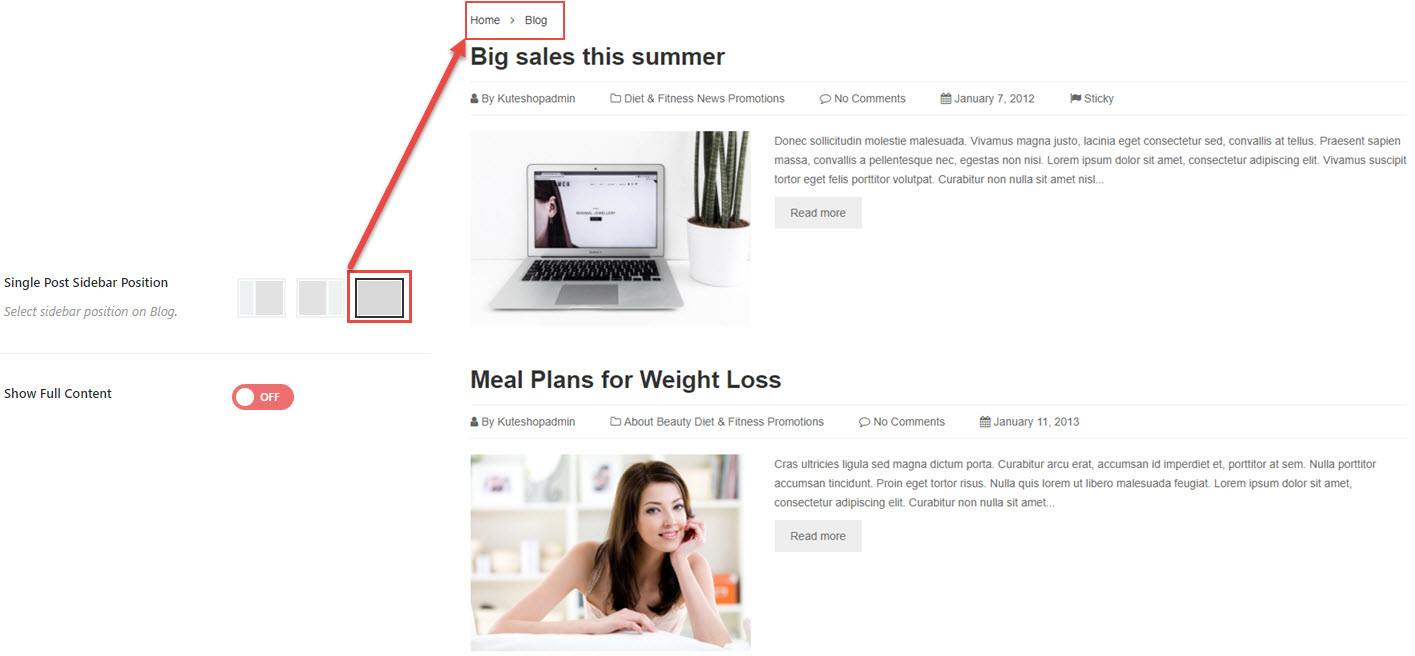 Home > Blog
Big sales this summer
By Kuteshopadmin Diet & Fitness News Promotions No Comments January 7, 2012 Sticky
Donec sollicitudin molestie malesuada. Vivamus magna justo, lacinia eget consectetur sed, convallis at tellus. Praesent sapien
massa, convallis a pellentesque nec, egestas non nisi. Lorem ipsum dolor sit amet, consectetur adipiscing elit. Vivamus suscipit
tortor eget felis porttitor volutpat. Curabitur non nulla sit amet nisl...
MINIMAL JEWELLERY
Read more
Single Post Sidebar Position
Select sidebar position on Blog.
Show Full Content
OFF
Meal Plans for Weight Loss
By Kuteshopadmin About Beauty Diet & Fitness Promotions No Comments January 11, 2013
Cras ultricies ligula sed magna dictum porta. Curabitur arcu erat, accumsan id imperdiet et, porttitor at sem. Nulla porttitor
accumsan tincidunt. Proin eget tortor risus. Nulla quis lorem ut libero malesuada feugiat. Lorem ipsum dolor sit amet,
consectetur adipiscing elit. Curabitur non nulla sit amet...
Read more